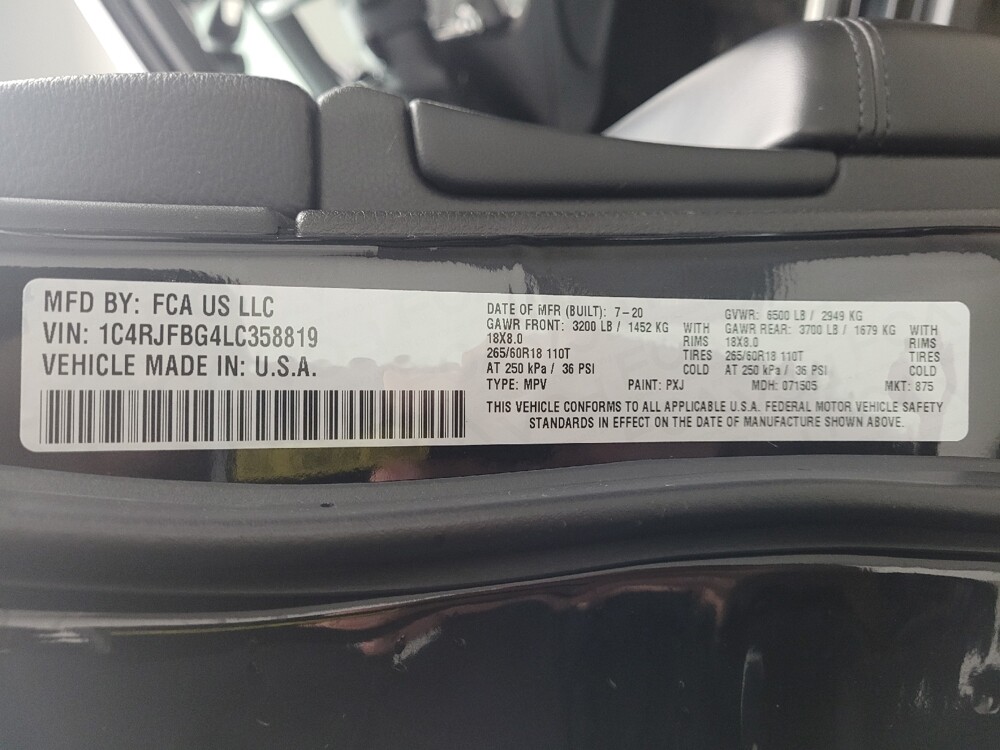 MFD BY: FCA US LLC
VIN: 1C4RJFBG4LC358819
VEHICLE MADE IN: U.S.A.
DATE OF MFR (BUILT): 7-20 GVWR: 6500 LB / 2949 KG
GAWR FRONT: 3200 LB / 1452 KG WITH GAWR REAR: 3700 LB / 1679 KG WITH
18X8.0 RIMS 18X8.0 RIMS
265/60R18 110T TIRES 265/60R18 110T TIRES
AT 250 kPa / 36 PSI COLD AT 250 kPa / 36 PSI COLD
TYPE: MPV PAINT: PXJ MDH: 071505 MKT: 875
THIS VEHICLE CONFORMS TO ALL APPLICABLE U.S.A. FEDERAL MOTOR VEHICLE SAFETY
STANDARDS IN EFFECT ON THE DATE OF MANUFACTURE SHOWN ABOVE.